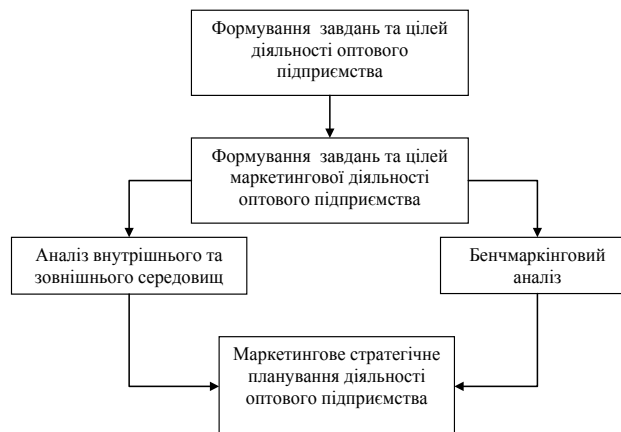 Формування завдань та цілей
діяльності оптового
підприємства
Формування завдань та цілей
маркетингової діяльності
оптового підприємства
Аналіз внутрішнього та
зовнішнього середовищ
Бенчмаркінговий
аналіз
Маркетингове стратегічне
планування діяльності
оптового підприємства